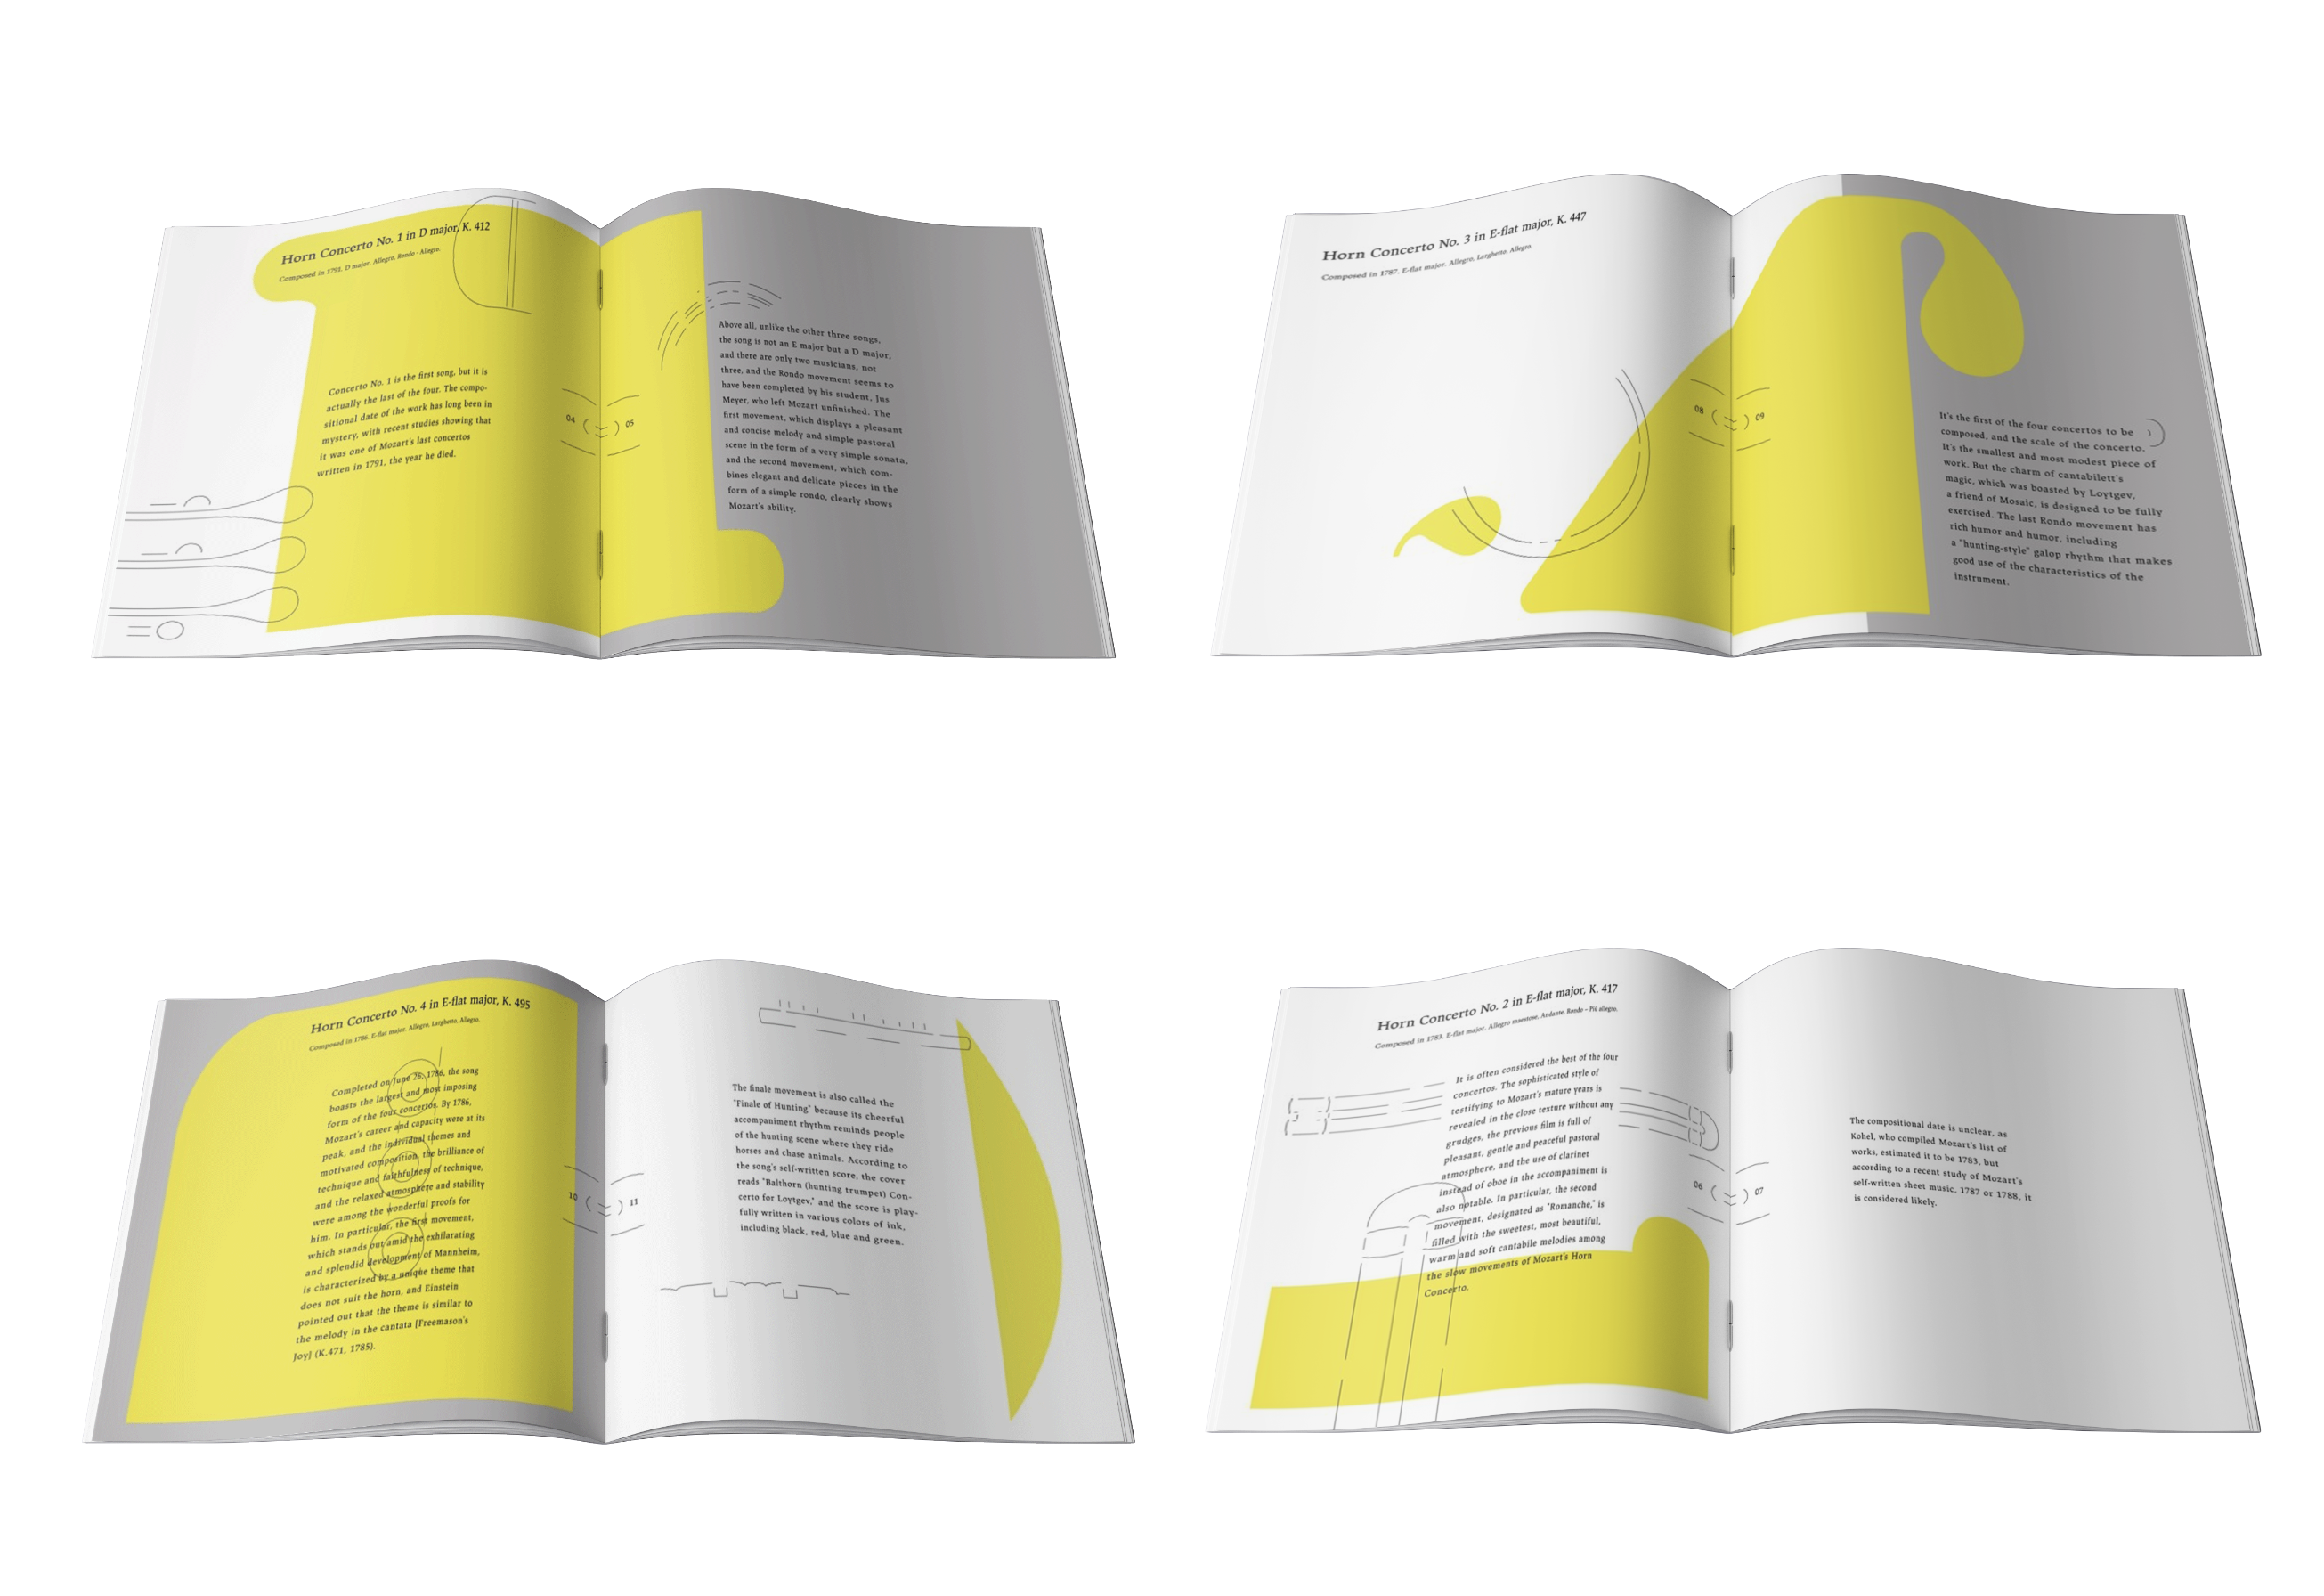 Horn Concerto No. 1 in D major, K. 412
Composed in 1791. D major. Allegro, Rondo - Allegro.
Concerto No. 1 is the first song, but it is
actually the last of the four. The compo-
sitional date of the work has long been in
mystery, with recent studies showing that
it was one of Mozart's last concertos
written in 1791, the year he died.
04
05
Above all, unlike the other three songs,
the song is not an E major but a D major,
and there are only two musicians, not
three, and the Rondo movement seems to
have been completed by his student, Jus
Meyer, who left Mozart unfinished. The
first movement, which displays a pleasant
and concise melody and simple pastoral
scene in the form of a very simple sonata,
and the second movement, which com-
bines elegant and delicate pieces in the
form of a simple rondo, clearly shows
Mozart's ability.
Horn Concerto No. 3 in E-flat major, K. 447
Composed in 1787. E-flat major. Allegro, Larghetto, Allegro.
08
09
It's the first of the four concertos to be
composed, and the scale of the concerto.
It's the smallest and most modest piece of
work. But the charm of cantabilett's
magic, which was boasted by Loytgev,
a friend of Mosaic, is designed to be fully
exercised. The last Rondo movement has
rich humor and humor, including
a "hunting-style" galop rhythm that makes
good use of the characteristics of the
instrument.
Horn Concerto No. 4 in E-flat major, K. 495
Composed in 1786. E-flat major. Allegro, Larghetto, Allegro.
Completed on June 26, 1786, the song
boasts the largest and most imposing
form of the four concertos. By 1786,
Mozart's career and capacity were at its
peak, and the individual themes and
motivated composition, the brilliance of
technique and faithfulness of technique,
and the relaxed atmosphere and stability
were among the wonderful proofs for
him. In particular, the first movement,
which stands out amid the exhilarating
and splendid development of Mannheim,
is characterized by a unique theme that
does not suit the horn, and Einstein
pointed out that the theme is similar to
the melody in the cantata [Freemason's
Joy] (K.471, 1785).
10
11
The finale movement is also called the
"Finale of Hunting" because its cheerful
accompaniment rhythm reminds people
of the hunting scene where they ride
horses and chase animals. According to
the song's self-written score, the cover
reads "Balthorn (hunting trumpet) Con-
certo for Loytgev," and the score is play-
fully written in various colors of ink,
including black, red, blue and green.
Horn Concerto No. 2 in E-flat major, K. 417
Composed in 1783. E-flat major. Allegro maestose, Andante, Rondo – Più allegro.
It is often considered the best of the four
concertos. The sophisticated style of
testifying to Mozart's mature years is
revealed in the close texture without any
grudges, the previous film is full of
pleasant, gentle and peaceful pastoral
atmosphere, and the use of clarinet
instead of oboe in the accompaniment is
also notable. In particular, the second
movement, designated as "Romanche," is
filled with the sweetest, most beautiful,
warm and soft cantabile melodies among
the slow movements of Mozart's Horn
Concerto.
06
07
The compositional date is unclear, as
Kohel, who compiled Mozart's list of
works, estimated it to be 1783, but
according to a recent study of Mozart's
self-written sheet music, 1787 or 1788, it
is considered likely.